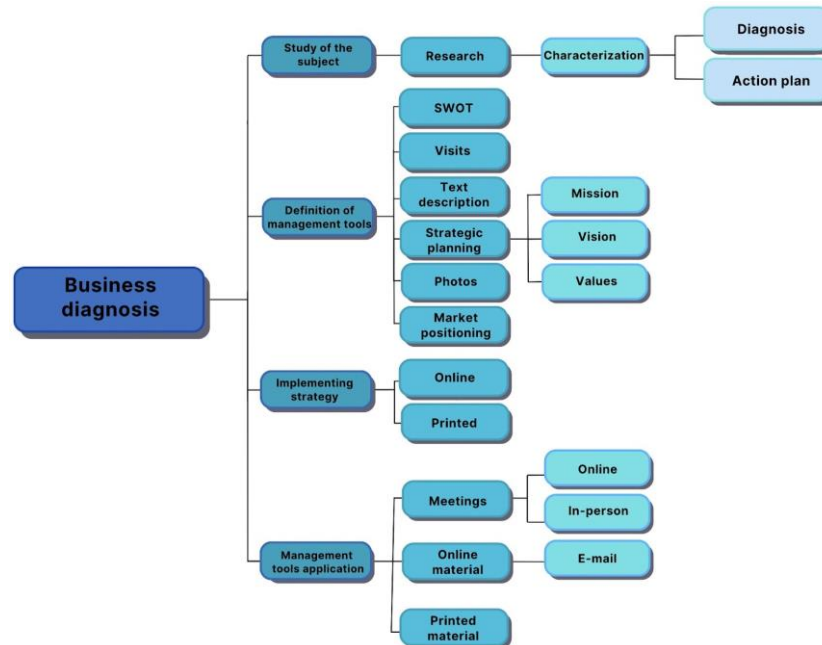 Business
diagnosis
Study of the
subject
Research
Characterization
Diagnosis
Action plan
Definition of
management tools
SWOT
Visits
Text
description
Strategic
planning
Mission
Vision
Values
Photos
Market
positioning
Implementing
strategy
Online
Printed
Management
tools application
Meetings
Online
In-person
Online
material
E-mail
Printed
material